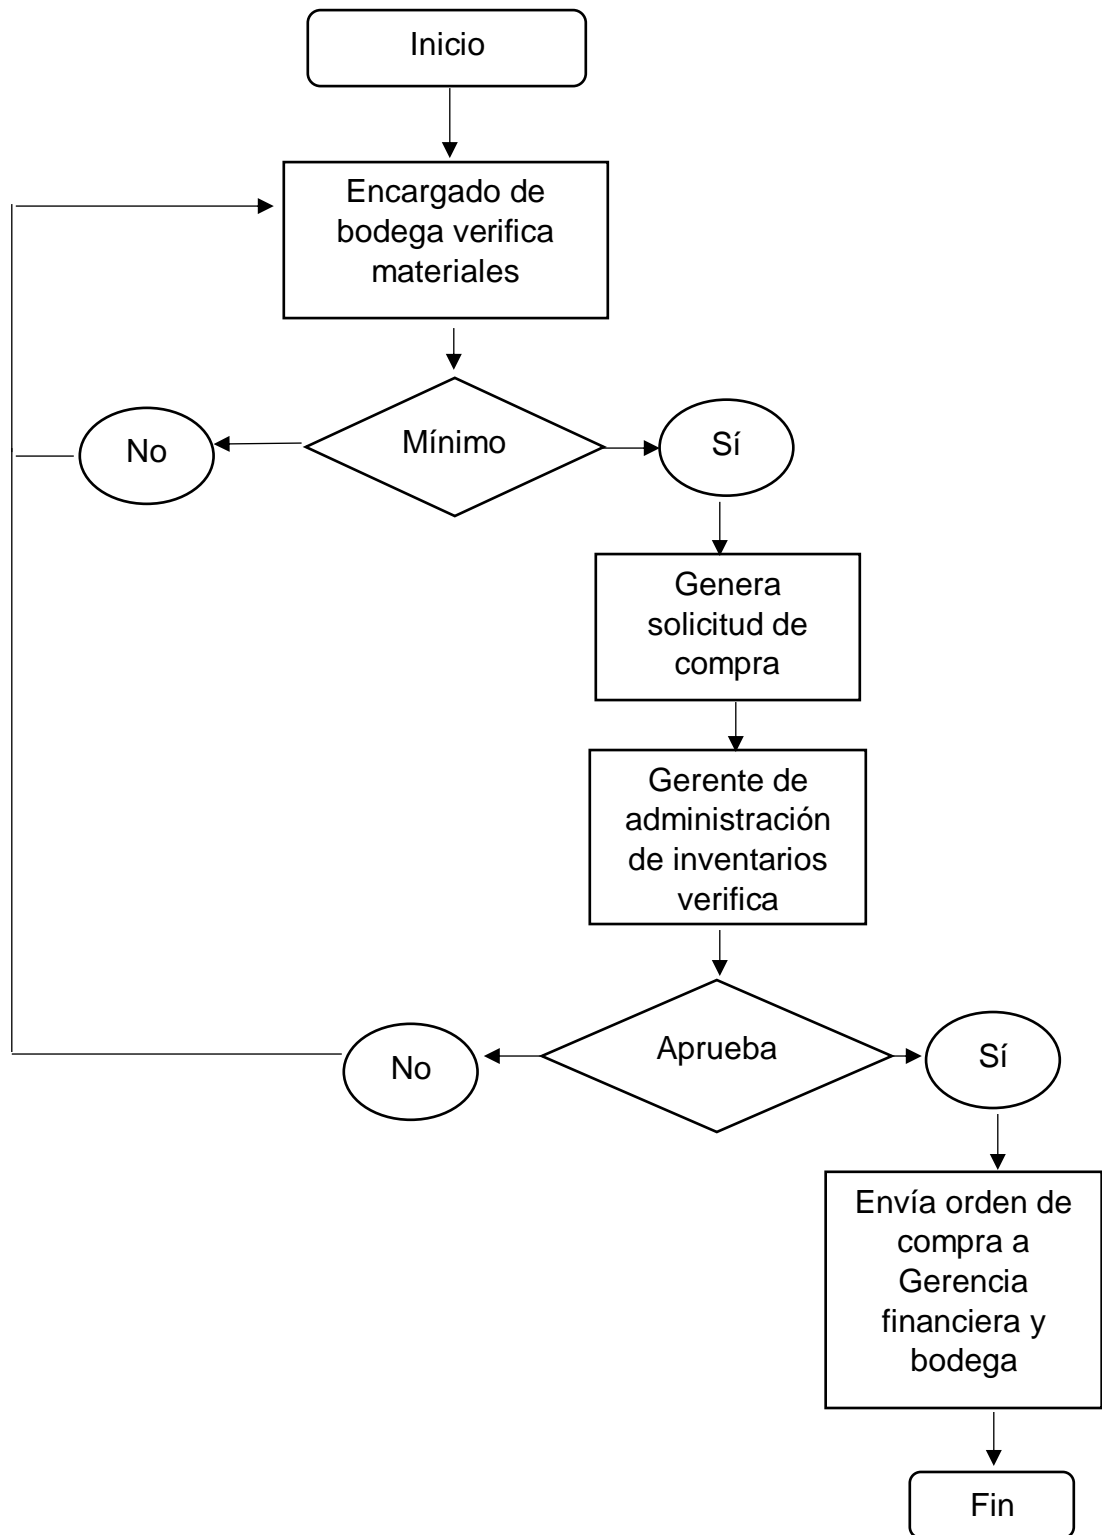 Inicio
Encargado de
bodega verifica
materiales
No
Mínimo
Sí
Genera
solicitud de
compra
Gerente de
administración
de inventarios
verifica
No
Aprueba
Sí
Envía orden de
compra a
Gerencia
financiera y
bodega
Fin